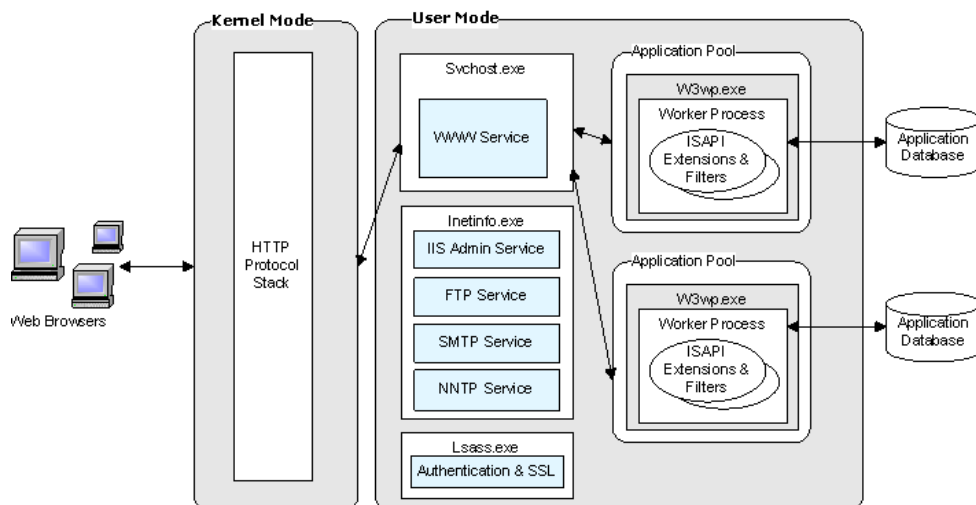 Kernel Mode
User Mode
HTTP
Protocol
Stack
Web Browsers
Svchost.exe
WWW Service
Inetinfo.exe
IIS Admin Service
FTP Service
SMTP Service
NNTP Service
Lsass.exe
Authentication & SSL
Application Pool
W3wp.exe
Worker Process
ISAPI
Extensions &
Filters
Application
Database
Application Pool
W3wp.exe
Worker Process
ISAPI
Extensions &
Filters
Application
Database